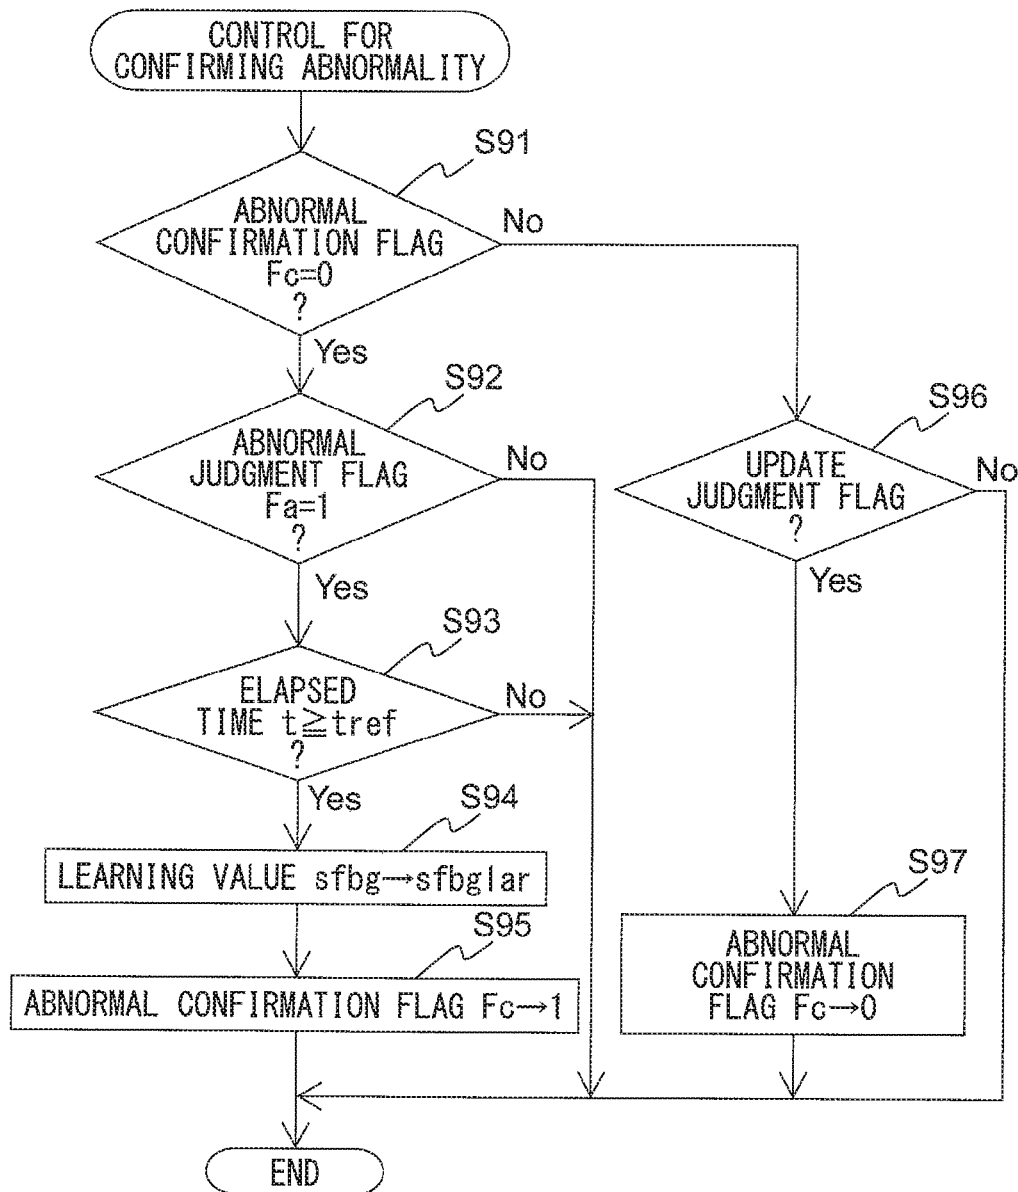 CONTROL FOR
CONFIRMING ABNORMALITY
S91
ABNORMAL
CONFIRMATION FLAG
Fc=0
?
No
Yes
S92
ABNORMAL
JUDGMENT FLAG
Fa=1
?
No
Yes
S96
UPDATE
JUDGMENT FLAG
?
No
Yes
S93
ELAPSED
TIME t≧tref
?
No
Yes
S94
LEARNING VALUE sfbg→sfbglar
S95
ABNORMAL CONFIRMATION FLAG Fc→1
S97
ABNORMAL
CONFIRMATION
FLAG Fc→0
END